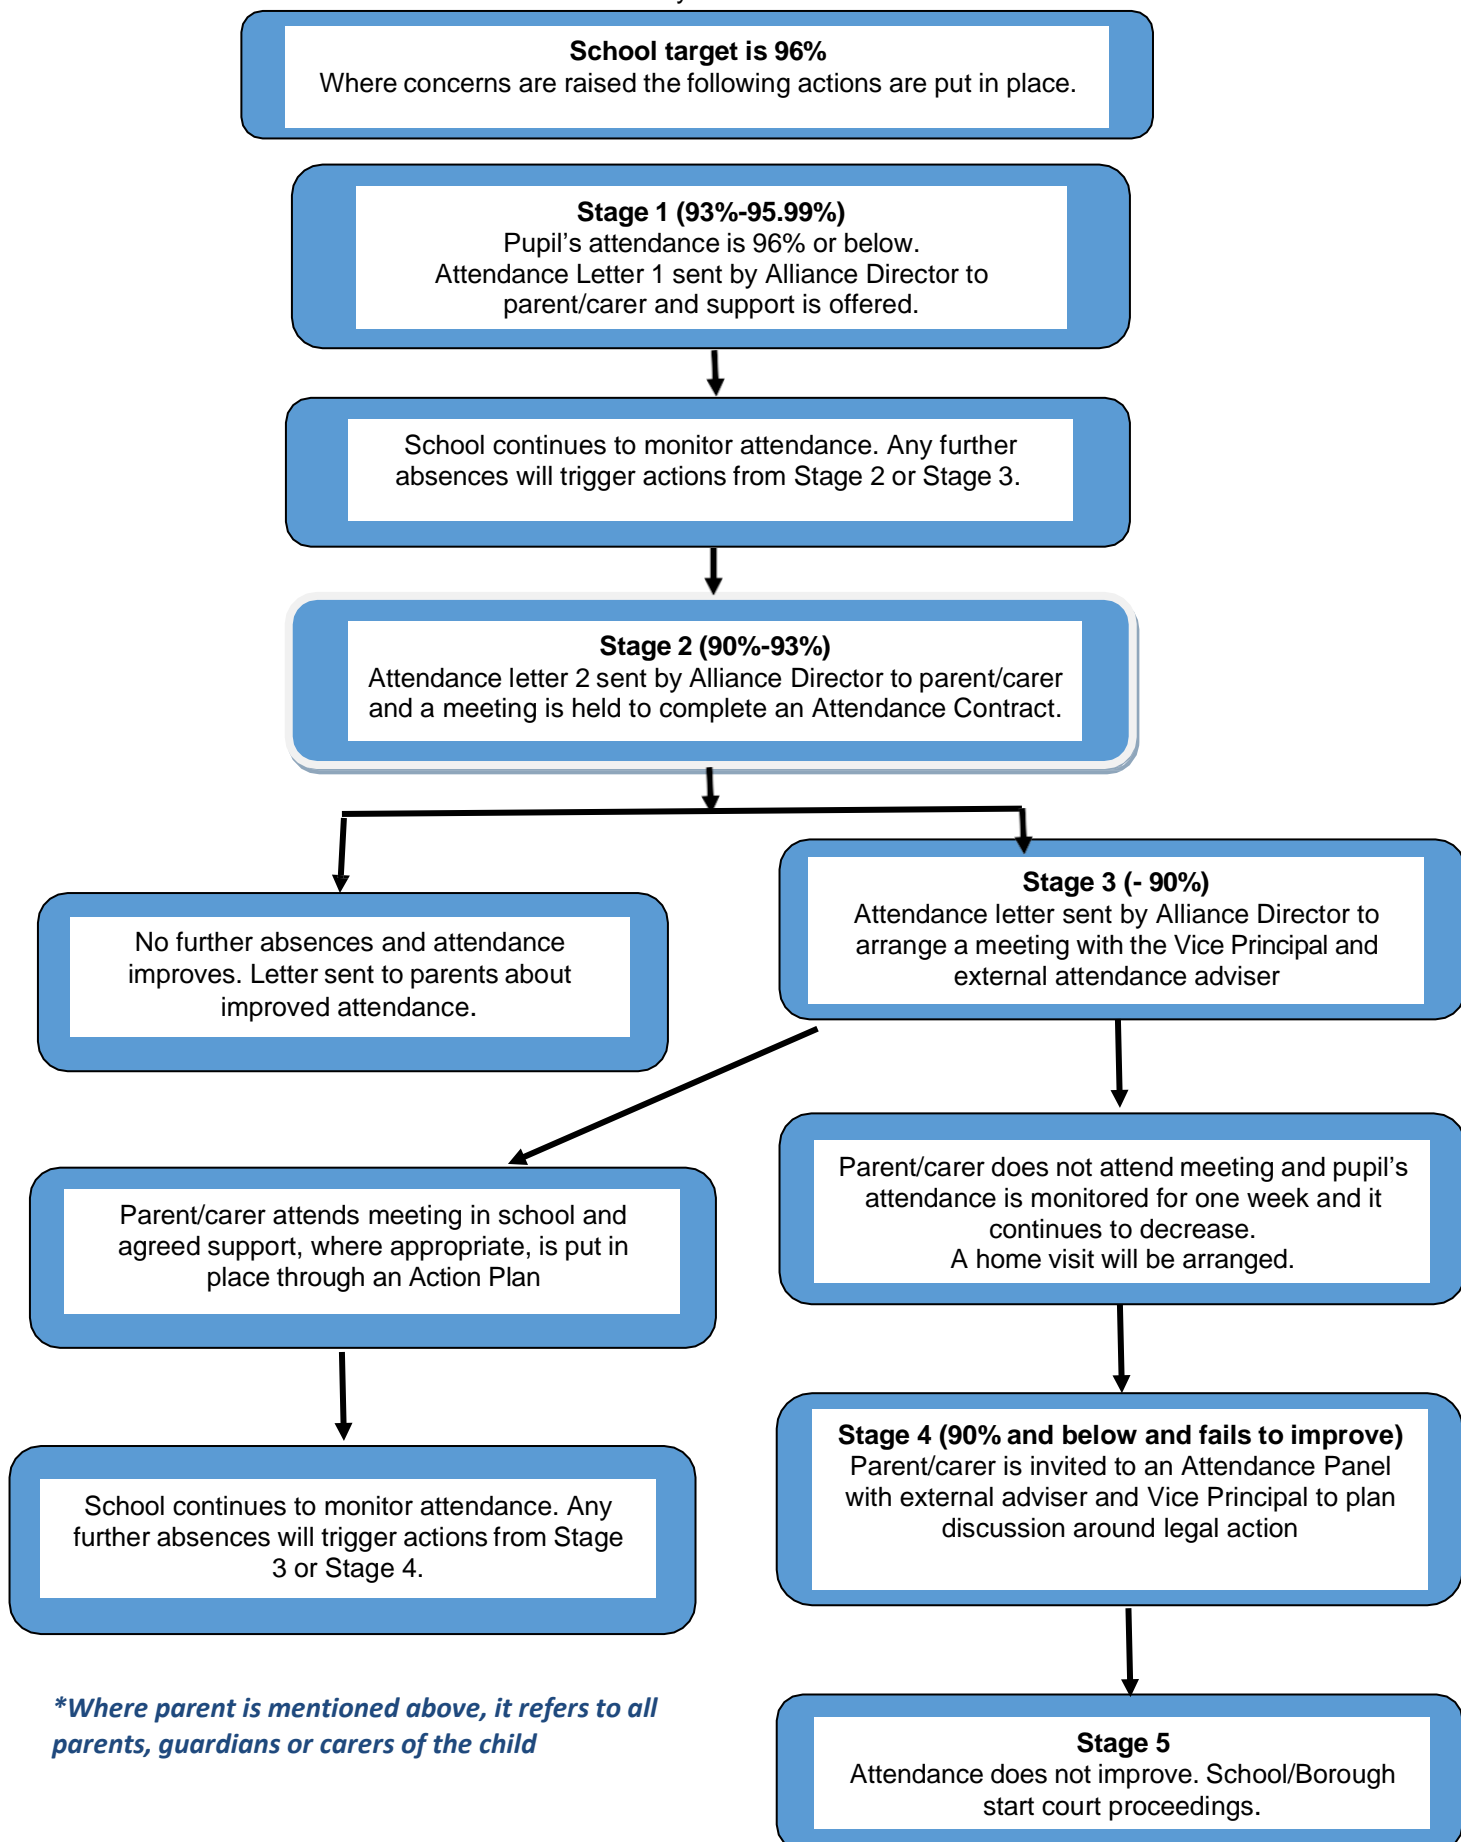 School target is 96%
Where concerns are raised the following actions are put in place.
Stage 1 (93%-95.99%)
Pupil’s attendance is 96% or below.
Attendance Letter 1 sent by Alliance Director to
parent/carer and support is offered.
School continues to monitor attendance. Any further
absences will trigger actions from Stage 2 or Stage 3.
Stage 2 (90%-93%)
Attendance letter 2 sent by Alliance Director to parent/carer
and a meeting is held to complete an Attendance Contract.
No further absences and attendance
improves. Letter sent to parents about
improved attendance.
Stage 3 (- 90%)
Attendance letter sent by Alliance Director to
arrange a meeting with the Vice Principal and
external attendance adviser
Parent/carer attends meeting in school and
agreed support, where appropriate, is put in
place through an Action Plan
Parent/carer does not attend meeting and pupil’s
attendance is monitored for one week and it
continues to decrease.
A home visit will be arranged.
School continues to monitor attendance. Any
further absences will trigger actions from Stage
3 or Stage 4.
Stage 4 (90% and below and fails to improve)
Parent/carer is invited to an Attendance Panel
with external adviser and Vice Principal to plan
discussion around legal action
*Where parent is mentioned above, it refers to all
parents, guardians or carers of the child
Stage 5
Attendance does not improve. School/Borough
start court proceedings.